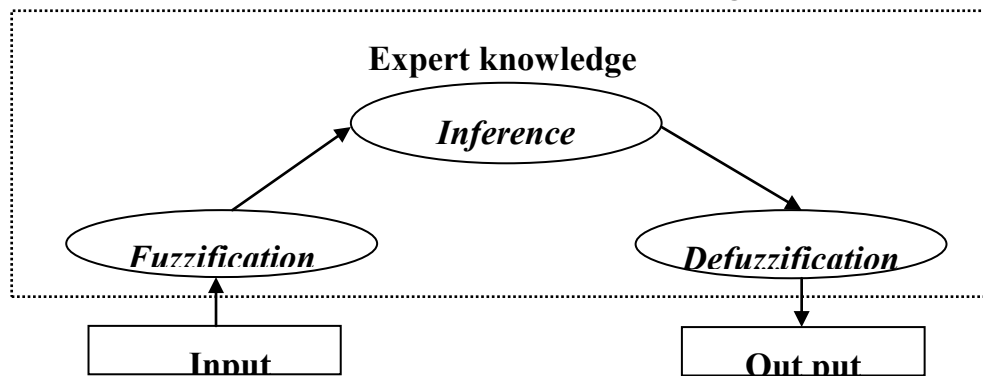 Expert knowledge
Inference
Fuzzification
Defuzzification
Input
Out put